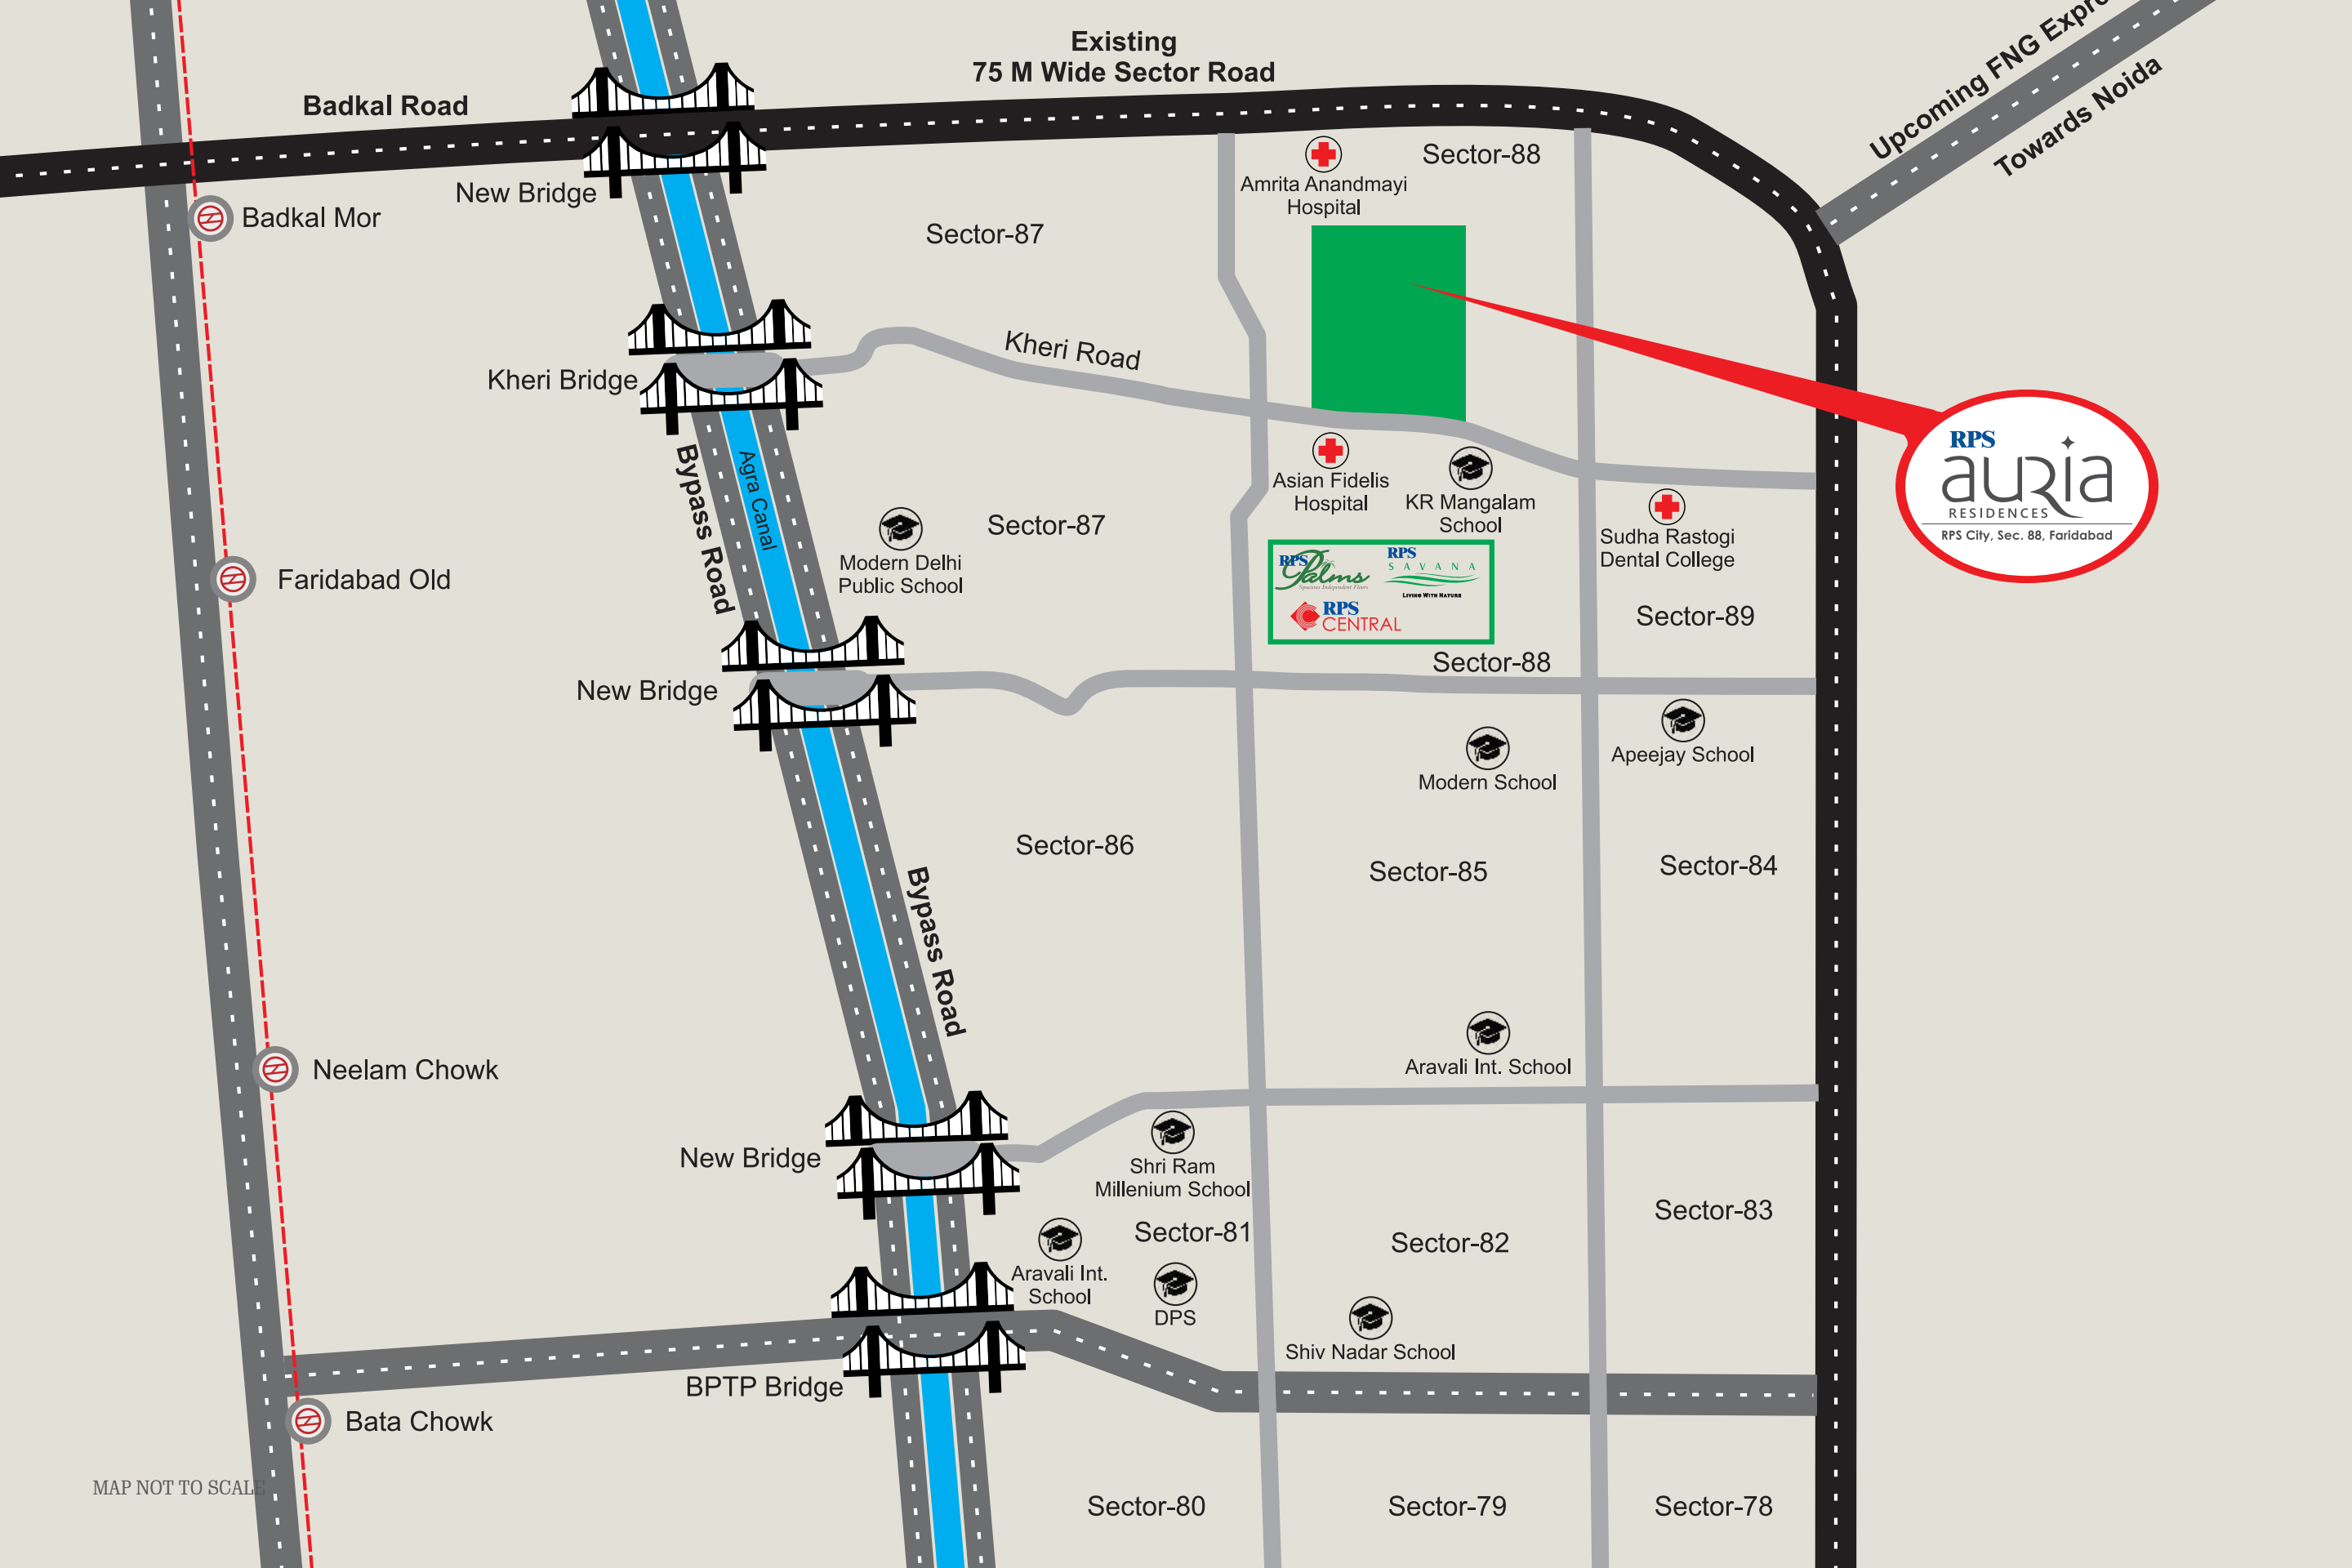 Existing
75 M Wide Sector Road
Badkal Road
Upcoming FNG Expre
Towards Noida
New Bridge
Badkal Mor
Amrita Anandmayi
Hospital
Sector-88
Sector-87
Kheri Road
Kheri Bridge
Bypass Road
Agra Canal
Asian Fidelis
Hospital
KR Mangalam
School
RPS
auria
RESIDENCES
RPS City, Sec. 88, Faridabad
Sudha Rastogi
Dental College
Modern Delhi
Public School
Sector-87
Faridabad Old
RPS
Palms
Spacious Independent Floors
RPS
SAVANA
LIVING WITH NATURE
RPS
CENTRAL
Sector-89
Sector-88
New Bridge
Modern School
Apeejay School
Sector-86
Sector-85
Sector-84
Bypass Road
Neelam Chowk
Aravali Int. School
New Bridge
Shri Ram
Millenium School
Sector-81
Sector-82
Sector-83
Aravali Int.
School
DPS
Shiv Nadar School
BPTP Bridge
Bata Chowk
MAP NOT TO SCALE
Sector-80
Sector-79
Sector-78